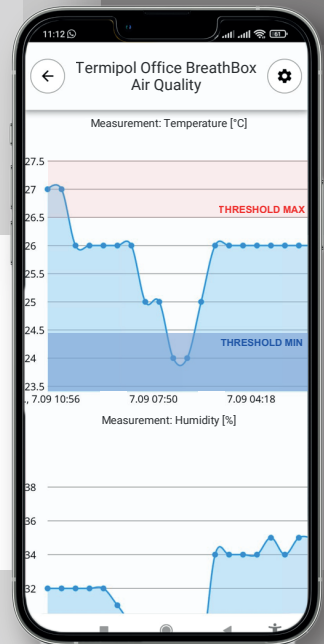 11:12
61
Termipol Office BreathBox
Air Quality
Measurement: Temperature [°C]
27.5
27
THRESHOLD MAX
26.5
26
25.5
25
24.5
THRESHOLD MIN
24
23.5
., 7.09 10:56 7.09 07:50 7.09 04:18
Measurement: Humidity [%]
38
36
34
32